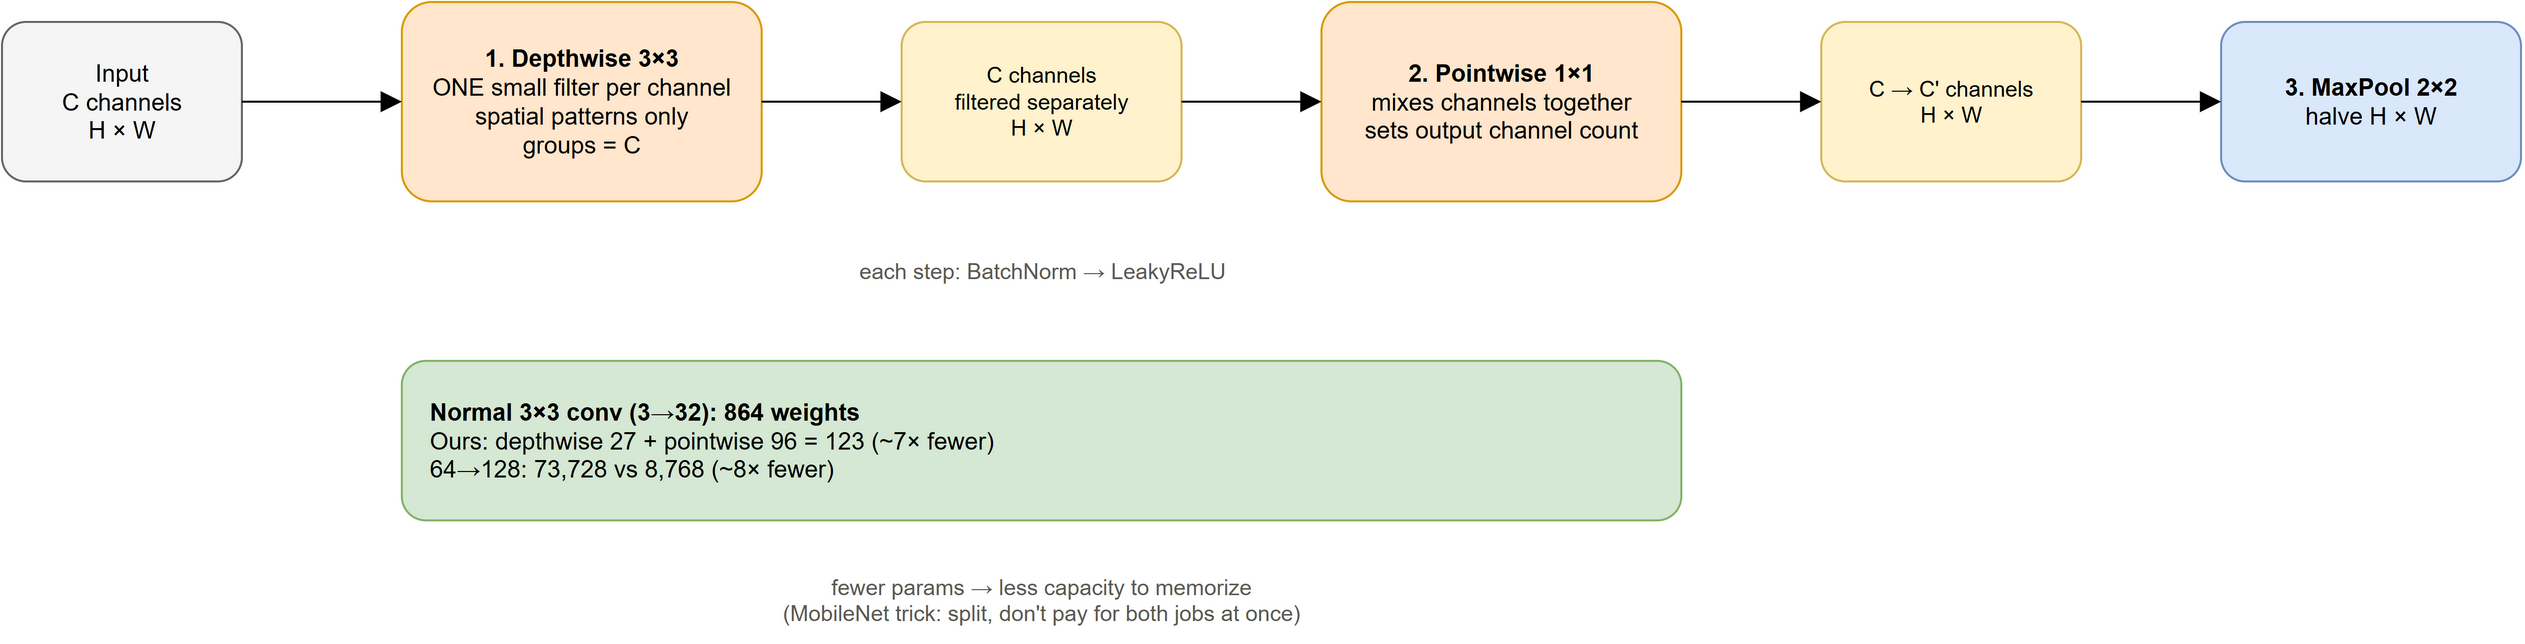 Input
C channels
H × W
1. Depthwise 3×3
ONE small filter per channel
spatial patterns only
groups = C
C channels
filtered separately
H × W
2. Pointwise 1×1
mixes channels together
sets output channel count
C → C' channels
H × W
3. MaxPool 2×2
halve H × W
each step: BatchNorm → LeakyReLU
Normal 3×3 conv (3→32): 864 weights
Ours: depthwise 27 + pointwise 96 = 123 (~7× fewer)
64→128: 73,728 vs 8,768 (~8× fewer)
fewer params → less capacity to memorize
(MobileNet trick: split, don't pay for both jobs at once)